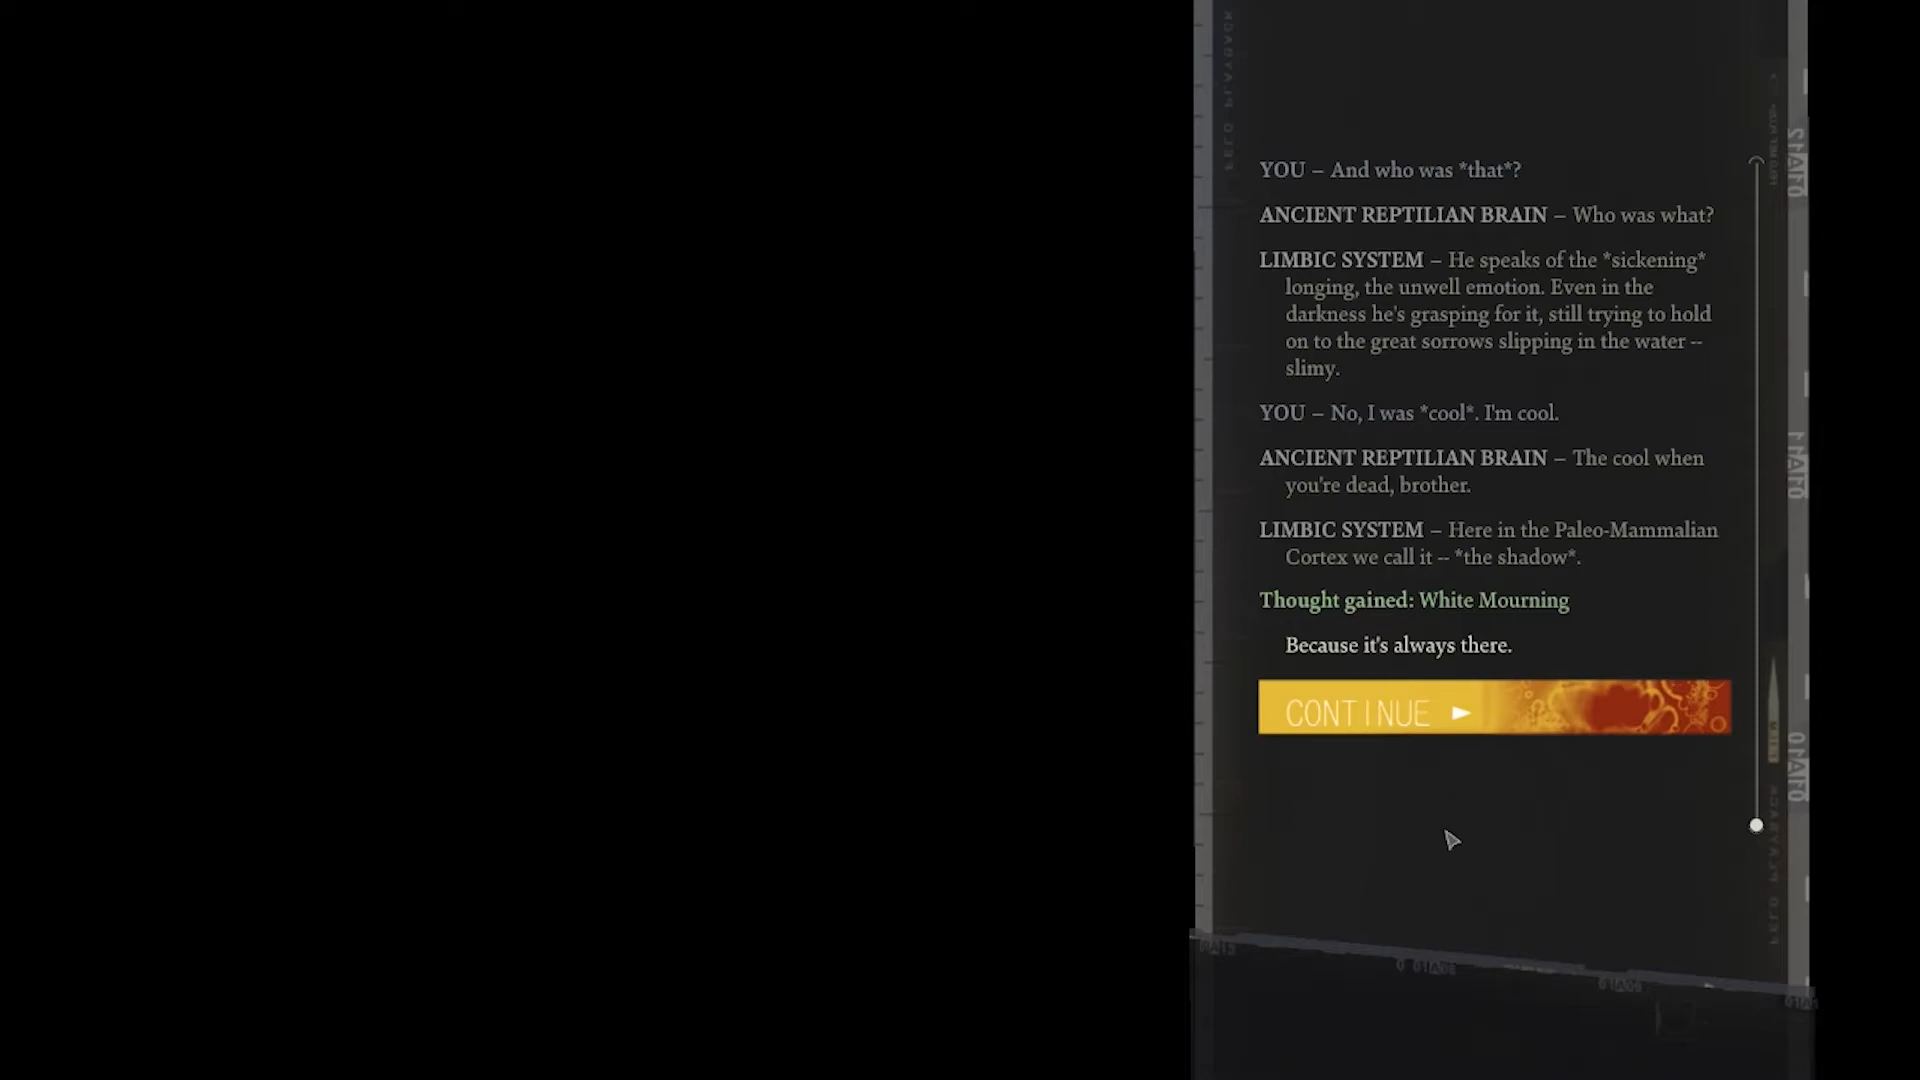 YOU – And who was *that*?
ANCIENT REPTILIAN BRAIN – Who was what?
LIMBIC SYSTEM – He speaks of the *sickening*
longing, the unwell emotion. Even in the
darkness he's grasping for it, still trying to hold
on to the great sorrows slipping in the water --
slimy.
YOU – No, I was *cool*. I'm cool.
ANCIENT REPTILIAN BRAIN – The cool when
you're dead, brother.
LIMBIC SYSTEM – Here in the Paleo-Mammalian
Cortex we call it -- *the shadow*.
Thought gained: White Mourning
Because it's always there.
CONTINUE